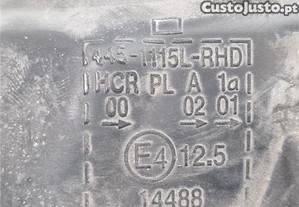 CustoJusto.pt
445-1115L-RHD
HCR PL A 1a
00 → 02 01 →
E4 12.5
14488